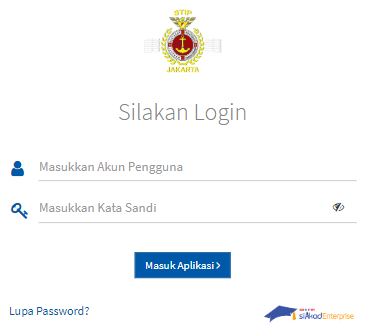 STIP
JAKARTA
Silakan Login
Masukkan Akun Pengguna
Masukkan Kata Sandi
Masuk Aplikasi
Lupa Password?
siAkadEnterprise